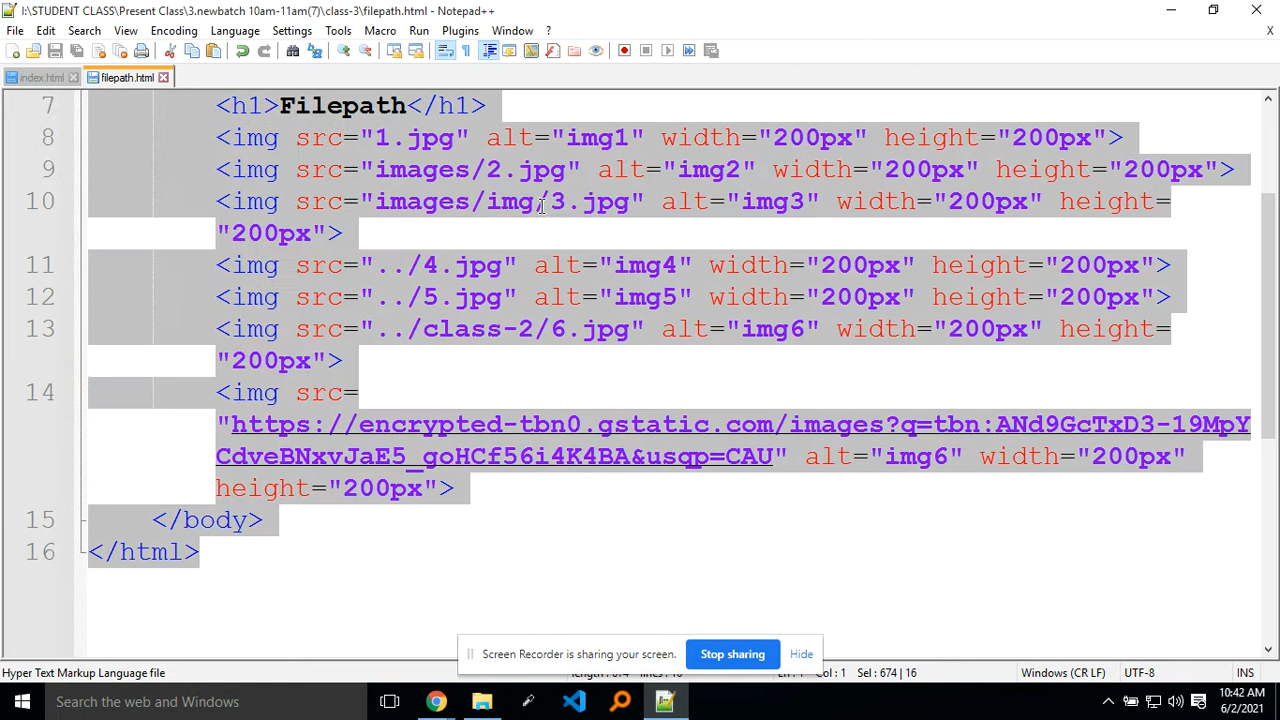 I:\STUDENT CLASS\Present Class\3.newbatch 10am-11am(7)\class-3\filepath.html - Notepad++
File Edit Search View Encoding Language Settings Tools Macro Run Plugins Window ? X
index.html filepath.html
7 <h1>Filepath</h1>
8 <img src="1.jpg" alt="img1" width="200px" height="200px">
9 <img src="images/2.jpg" alt="img2" width="200px" height="200px">
10 <img src="images/img/3.jpg" alt="img3" width="200px" height=
"200px">
11 <img src="../4.jpg" alt="img4" width="200px" height="200px">
12 <img src="../5.jpg" alt="img5" width="200px" height="200px">
13 <img src="../class-2/6.jpg" alt="img6" width="200px" height=
"200px">
14 <img src=
"https://encrypted-tbn0.gstatic.com/images?q=tbn:ANd9GcTxD3-19MpY
CdveBNxvJaE5_goHCf56i4K4BA&usqp=CAU" alt="img6" width="200px"
height="200px">
15 </body>
16 </html>
Screen Recorder is sharing your screen. Stop sharing Hide
Hyper Text Markup Language file Col : 1 Sel : 674 | 16 Windows (CR LF) UTF-8 INS
Search the web and Windows
10:42 AM
6/2/2021